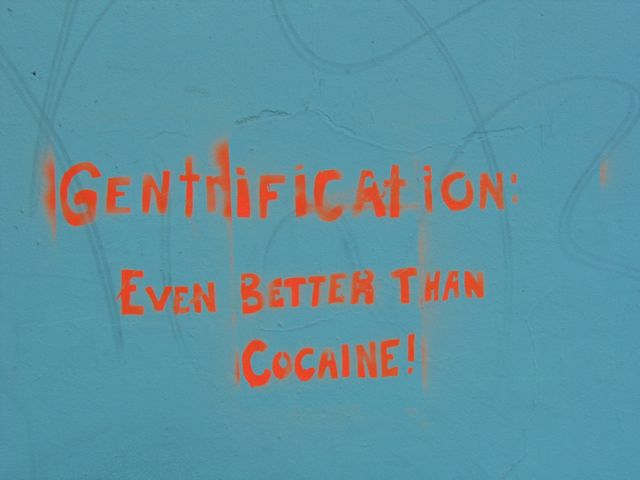 GENTRIFICATION:
EVEN BETTER THAN
COCAINE!